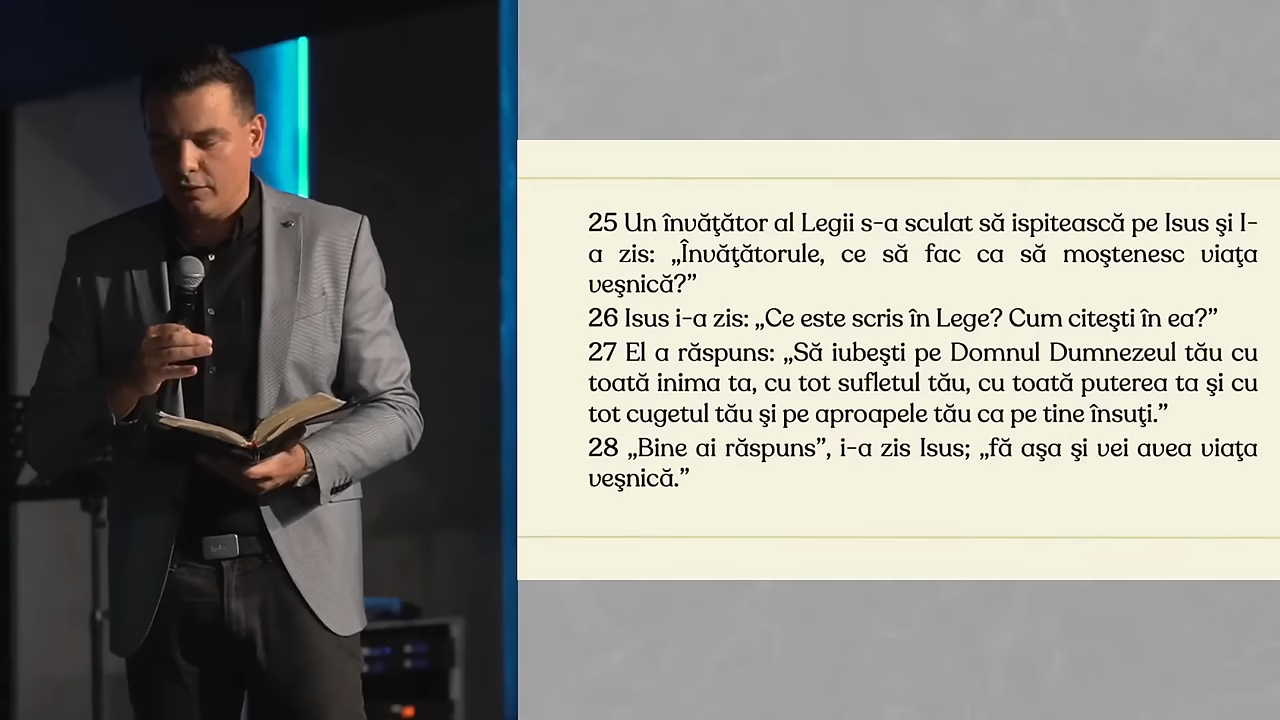 25 Un învăţător al Legii s-a sculat să ispitească pe Isus şi I-
a zis: „Învăţătorule, ce să fac ca să moştenesc viaţa
veşnică?”
26 Isus i-a zis: „Ce este scris în Lege? Cum citeşti în ea?”
27 El a răspuns: „Să iubeşti pe Domnul Dumnezeul tău cu
toată inima ta, cu tot sufletul tău, cu toată puterea ta şi cu
tot cugetul tău şi pe aproapele tău ca pe tine însuţi.”
28 „Bine ai răspuns”, i-a zis Isus; „fă aşa şi vei avea viaţa
veşnică.”